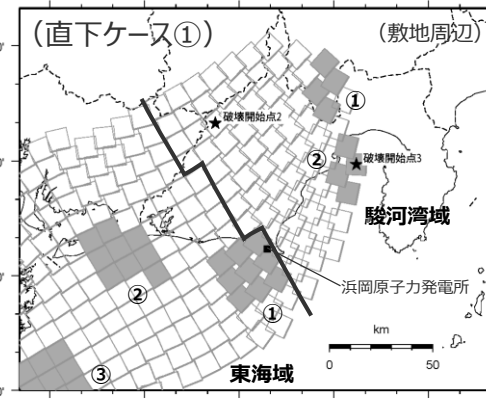 (直下ケース①)
(敷地周辺)
①
破壊開始点2
②
破壊開始点3
駿河湾域
浜岡原子力発電所
②
①
km
0 50
③
東海域